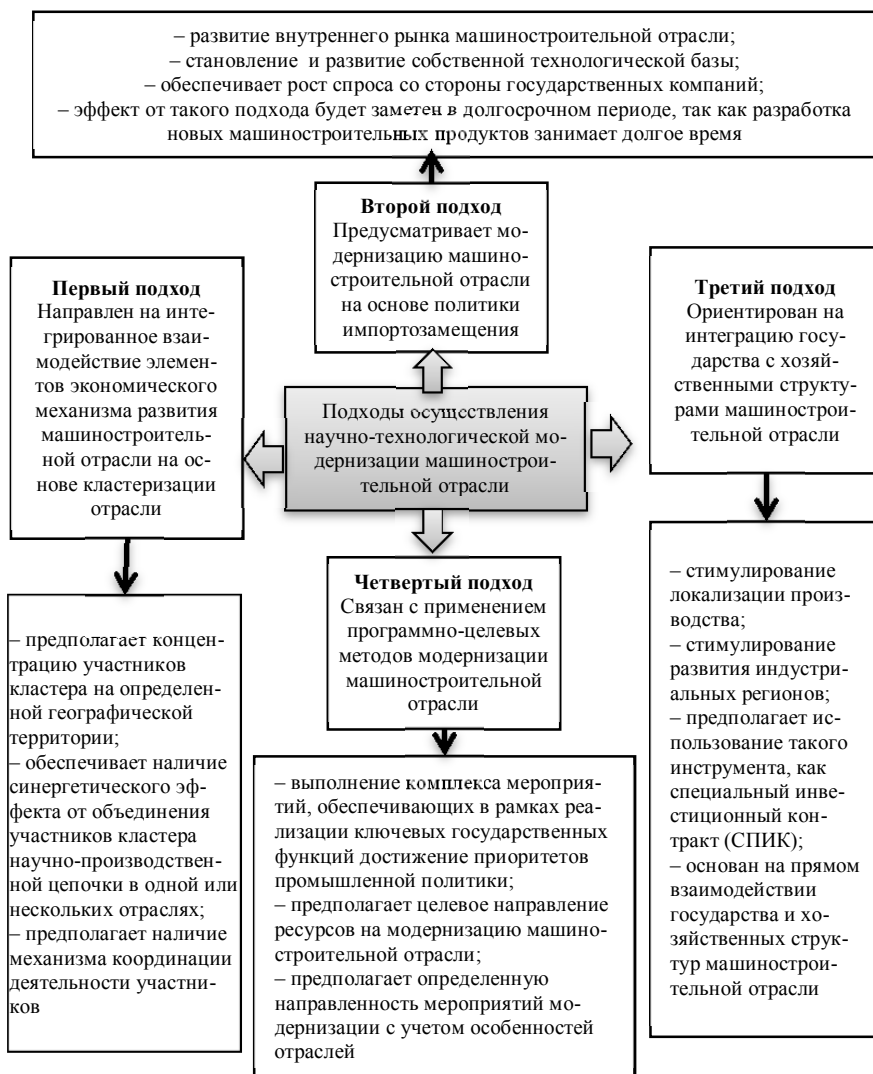 – развитие внутреннего рынка машиностроительной отрасли;
– становление и развитие собственной технологической базы;
– обеспечивает рост спроса со стороны государственных компаний;
– эффект от такого подхода будет заметен в долгосрочном периоде, так как разработка
новых машиностроительных продуктов занимает долгое время
Второй подход
Предусматривает мо-
дернизацию машино-
строительной отрасли
на основе политики
импортозамещения
Первый подход
Направлен на инте-
грированное взаи-
модействие элемен-
тов экономического
механизма развития
машиностроитель-
ной отрасли на ос-
нове кластеризации
отрасли
Подходы осуществления
научно-технологической мо-
дернизации машинострои-
тельной отрасли
Третий подход
Ориентирован на
интеграцию госу-
дарства с хозяй-
ственными структу-
рами машинострои-
тельной отрасли
Четвертый подход
Связан с применением
программно-целевых
методов модернизации
машиностроительной
отрасли
– предполагает концен-
трацию участников
кластера на определен-
ной географической
территории;
– обеспечивает наличие
синергетического эф-
фекта от объединения
участников кластера
научно-производствен-
ной цепочки в одной или
нескольких отраслях;
– предполагает наличие
механизма координации
деятельности участни-
ков
– выполнение комплекса мероприя-
тий, обеспечивающих в рамках реа-
лизации ключевых государственных
функций достижение приоритетов
промышленной политики;
– предполагает целевое направление
ресурсов на модернизацию машино-
строительной отрасли;
– предполагает определенную
направленность мероприятий мо-
дернизации с учетом особенностей
отраслей
– стимулирование
локализации произ-
водства;
– стимулирование
развития индустри-
альных регионов;
– предполагает ис-
пользование такого
инструмента, как
специальный инве-
стиционный кон-
тракт (СПИК);
– основан на прямом
взаимодействии
государства и хо-
зяйственных струк-
тур машинострои-
тельной отрасли